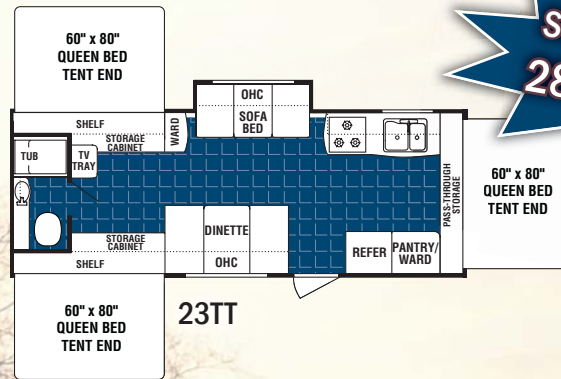 60" x 80"
QUEEN BED
TENT END
OHC
SOFA
BED
SHELF
STORAGE
CABINET
WARD
TUB
TV
TRAY
PASS-THROUGH
STORAGE
60" x 80"
QUEEN BED
TENT END
STORAGE
CABINET
SHELF
DINETTE
OHC
REFER
PANTRY/
WARD
60" x 80"
QUEEN BED
TENT END
23TT